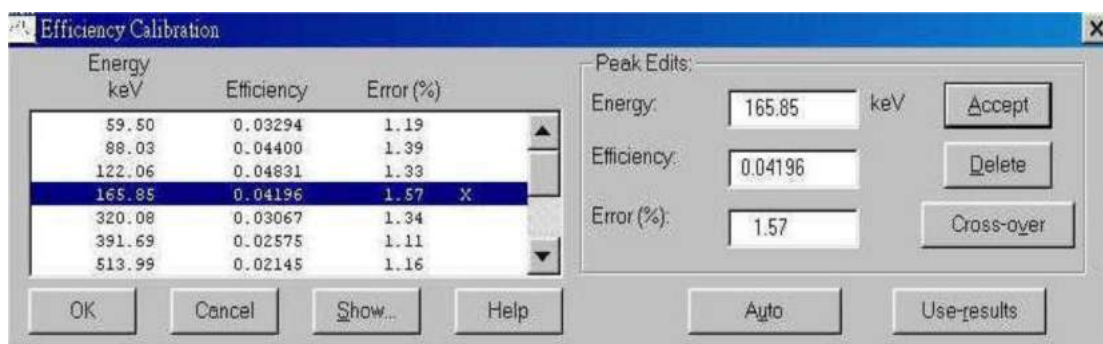 Efficiency Calibration
Energy
keV Efficiency Error (%)
59.50 0.03294 1.19
88.03 0.04400 1.39
122.06 0.04831 1.33
165.85 0.04196 1.57 X
320.08 0.03067 1.34
391.69 0.02575 1.11
513.99 0.02145 1.16
OK Cancel Show... Help
Peak Edits:
Energy: 165.85 keV Accept
Efficiency: 0.04196 Delete
Error (%): 1.57 Cross-over
Auto Use-results